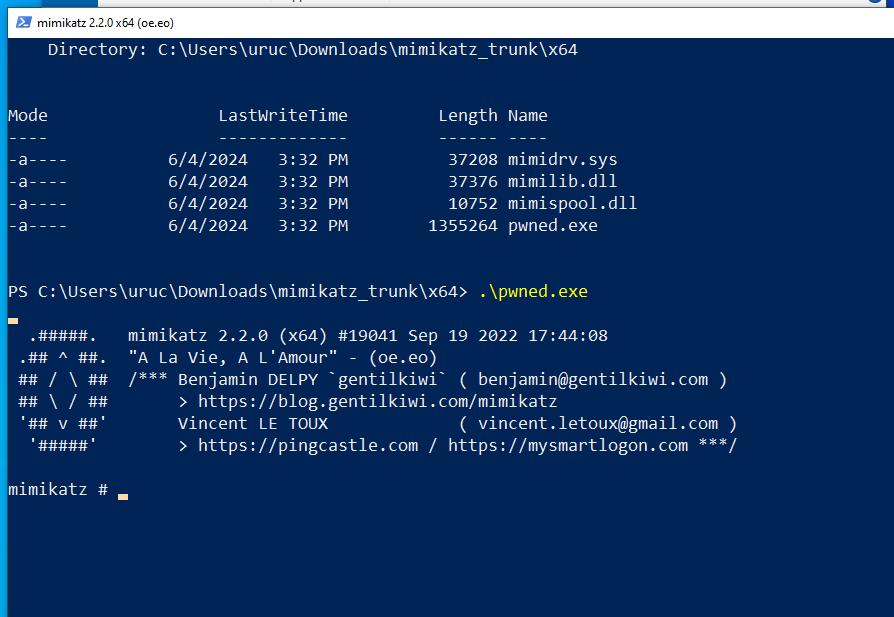 mimikatz 2.2.0 x64 (oe.eo)
Directory: C:\Users\uruc\Downloads\mimikatz_trunk\x64
Mode LastWriteTime Length Name
---- ------------- ------ ----
-a---- 6/4/2024 3:32 PM 37208 mimidrv.sys
-a---- 6/4/2024 3:32 PM 37376 mimilib.dll
-a---- 6/4/2024 3:32 PM 10752 mimispool.dll
-a---- 6/4/2024 3:32 PM 1355264 pwned.exe
PS C:\Users\uruc\Downloads\mimikatz_trunk\x64> .\pwned.exe
.#####. mimikatz 2.2.0 (x64) #19041 Sep 19 2022 17:44:08
.## ^ ##. "A La Vie, A L'Amour" - (oe.eo)
## / \ ## /*** Benjamin DELPY `gentilkiwi` ( benjamin@gentilkiwi.com )
## \ / ## > https://blog.gentilkiwi.com/mimikatz
'## v ##' Vincent LE TOUX ( vincent.letoux@gmail.com )
'#####' > https://pingcastle.com / https://mysmartlogon.com ***/
mimikatz #